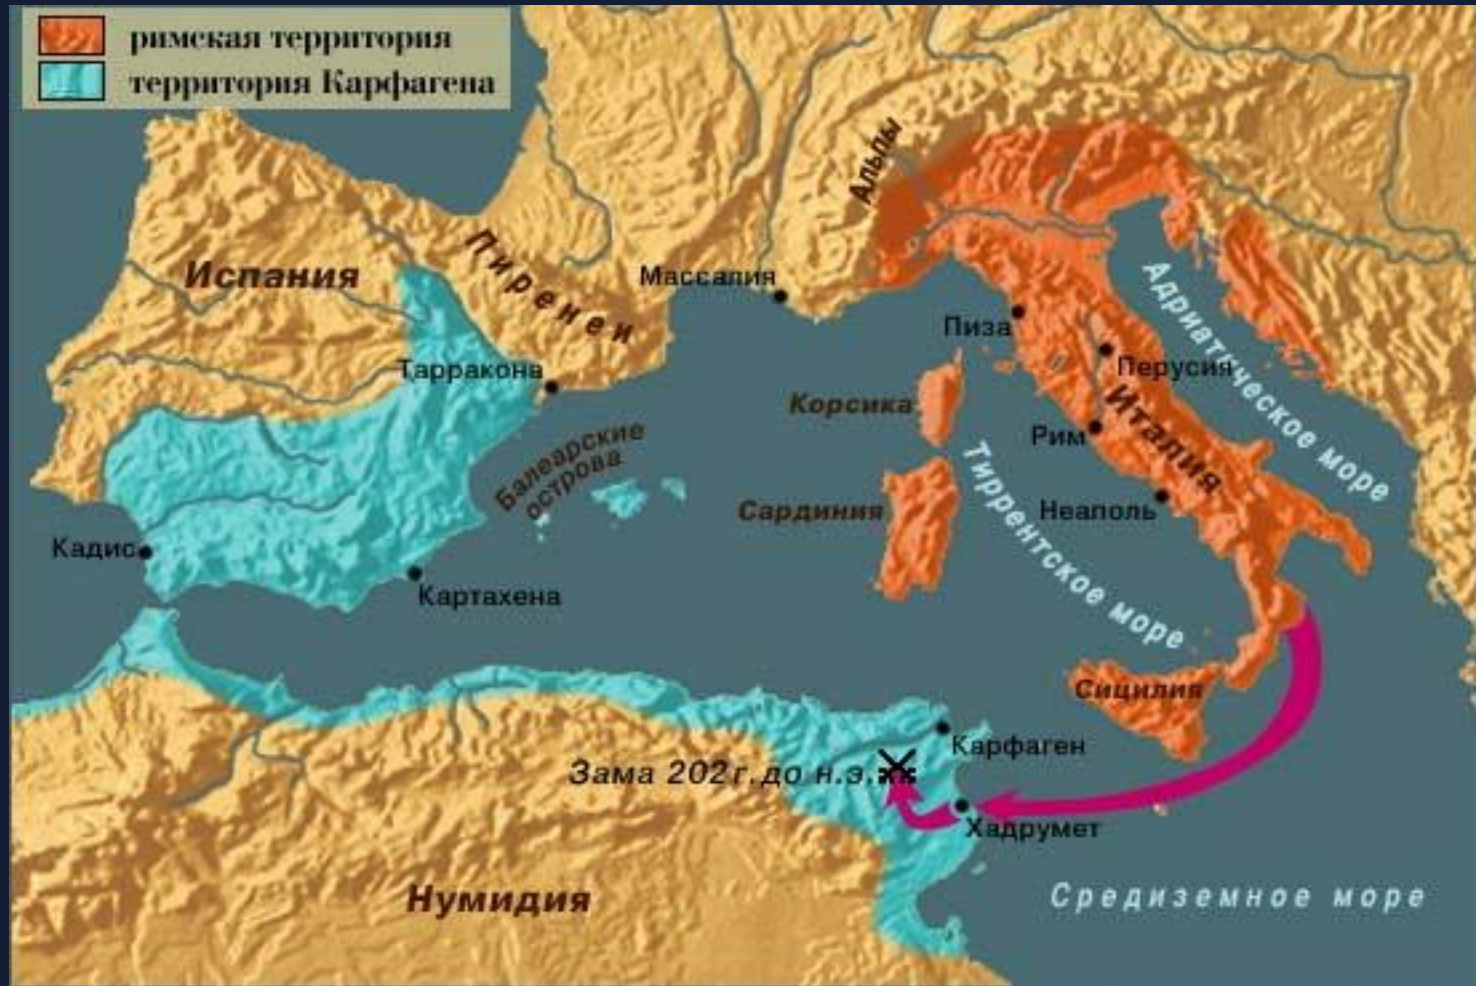 римская территория
территория Карфагена
Альпы
Испания
Пиренеи
Массалия
Адриатическое море
Пиза
Перусия
Тарракона
Корсика
Италия
Рим
Балеарские
острова
Тиррентское море
Сардиния
Неаполь
Кадис
Картахена
Сицилия
Карфаген
Зама 202г. до н.э.
Хадрумет
Нумидия
Средиземное море